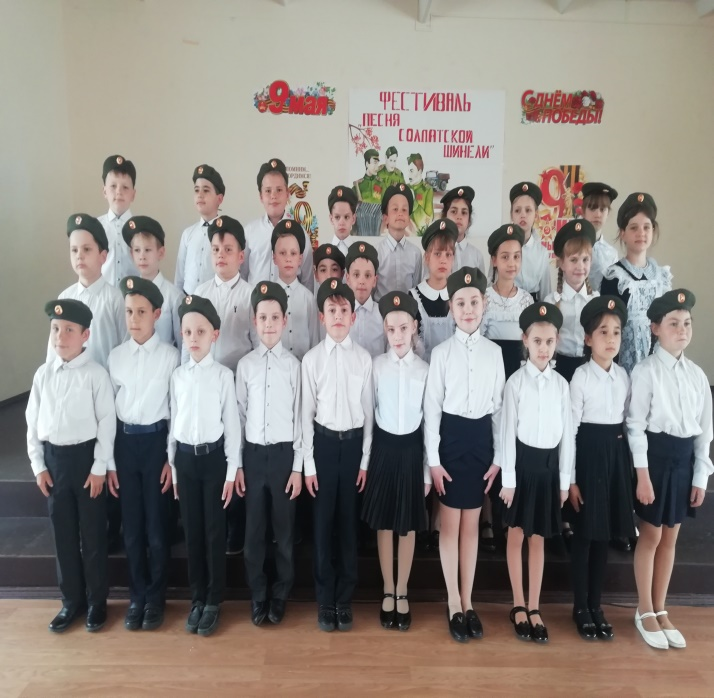 9 мая
ФЕСТИВАЛЬ
"ПЕСНЯ
СОЛДАТСКОЙ
ШИНЕЛИ"
С ДНЁМ
ПОБЕДЫ!